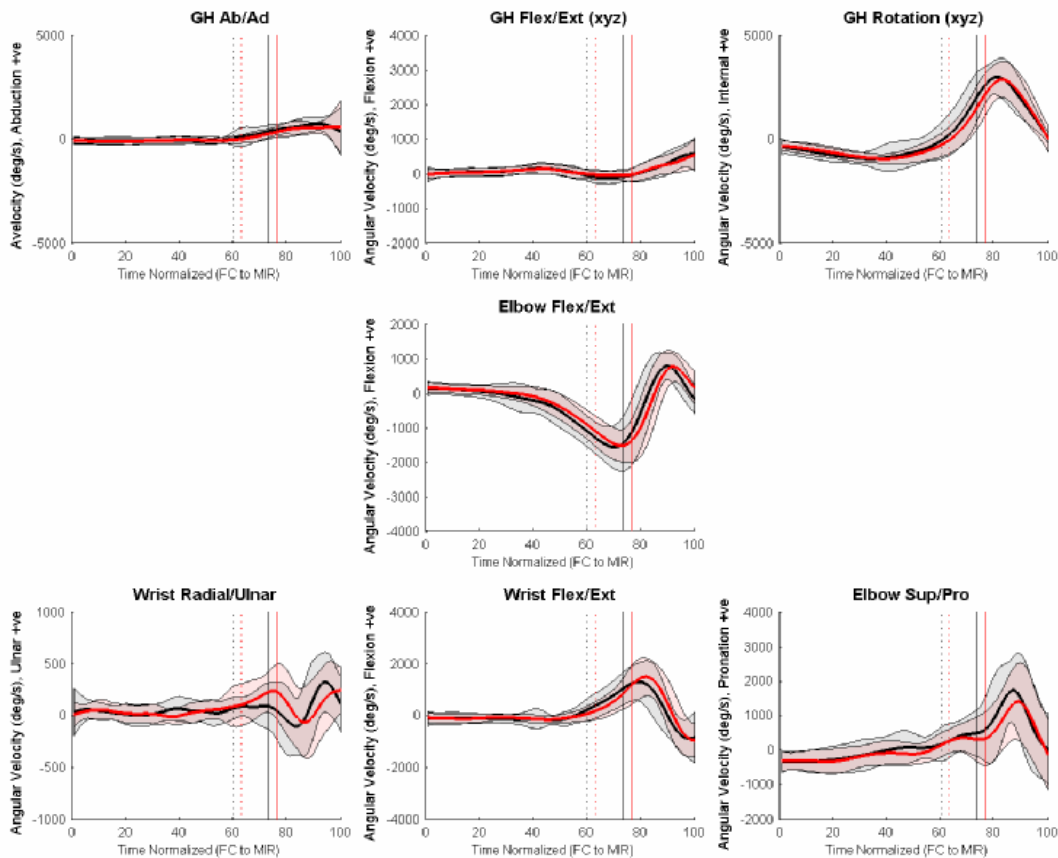 GH Ab/Ad
Avelocity (deg/s), Abduction +ve
5000
0
-5000
0 20 40 60 80 100
Time Normalized (FC to MIR)
GH Flex/Ext (xyz)
Angular Velocity (deg/s), Flexion +ve
4000
3000
2000
1000
0
-1000
-2000
0 20 40 60 80 100
Time Normalized (FC to MIR)
GH Rotation (xyz)
Angular Velocity (deg/s), Internal +ve
5000
0
-5000
0 20 40 60 80 100
Time Normalized (FC to MIR)
Elbow Flex/Ext
Angular Velocity (deg/s), Flexion +ve
2000
1000
0
-1000
-2000
-3000
-4000
0 20 40 60 80 100
Time Normalized (FC to MIR)
Wrist Radial/Ulnar
Angular Velocity (deg/s), Ulnar +ve
1000
500
0
-500
-1000
0 20 40 60 80 100
Time Normalized (FC to MIR)
Wrist Flex/Ext
Angular Velocity (deg/s), Flexion +ve
4000
2000
0
-2000
-4000
0 20 40 60 80 100
Time Normalized (FC to MIR)
Elbow Sup/Pro
Angular Velocity (deg/s), Pronation +ve
4000
3000
2000
1000
0
-1000
-2000
0 20 40 60 80 100
Time Normalized (FC to MIR)